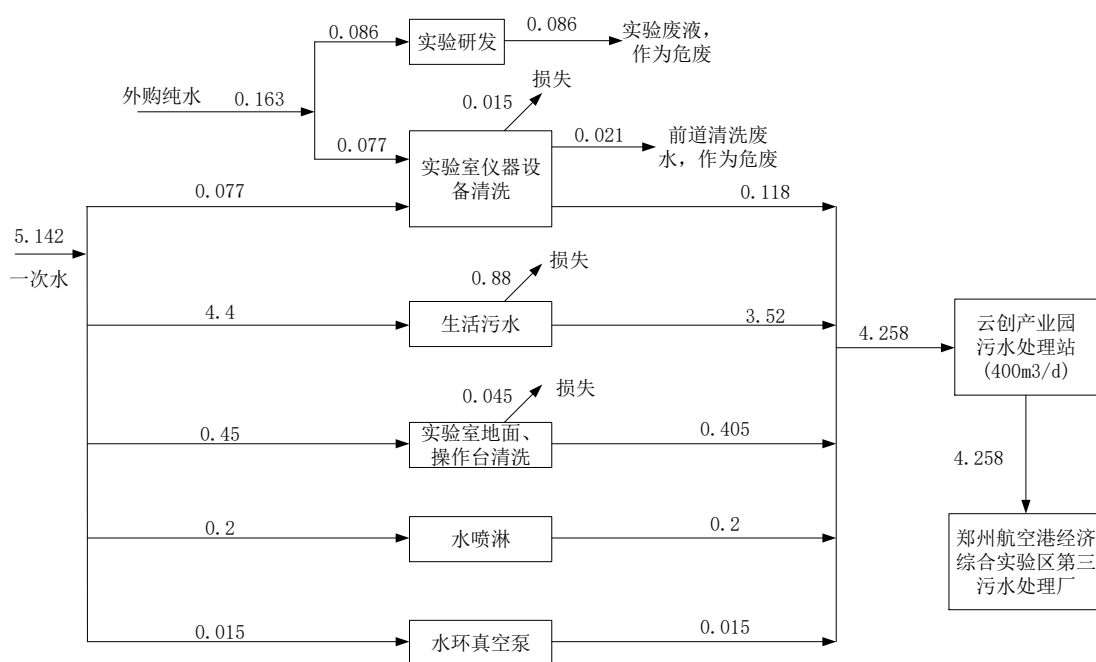 0.086
实验研发
0.086
实验废液，
作为危废
外购纯水
0.163
损失
0.015
0.077
实验室仪器设
备清洗
0.021
前道清洗废
水，作为危废
0.077
0.118
5.142
一次水
损失
0.88
4.4
生活污水
3.52
4.258
云创产业园
污水处理站
(400m3/d)
损失
0.045
0.45
实验室地面、
操作台清洗
0.405
4.258
0.2
水喷淋
0.2
郑州航空港经济
综合实验区第三
污水处理厂
0.015
水环真空泵
0.015